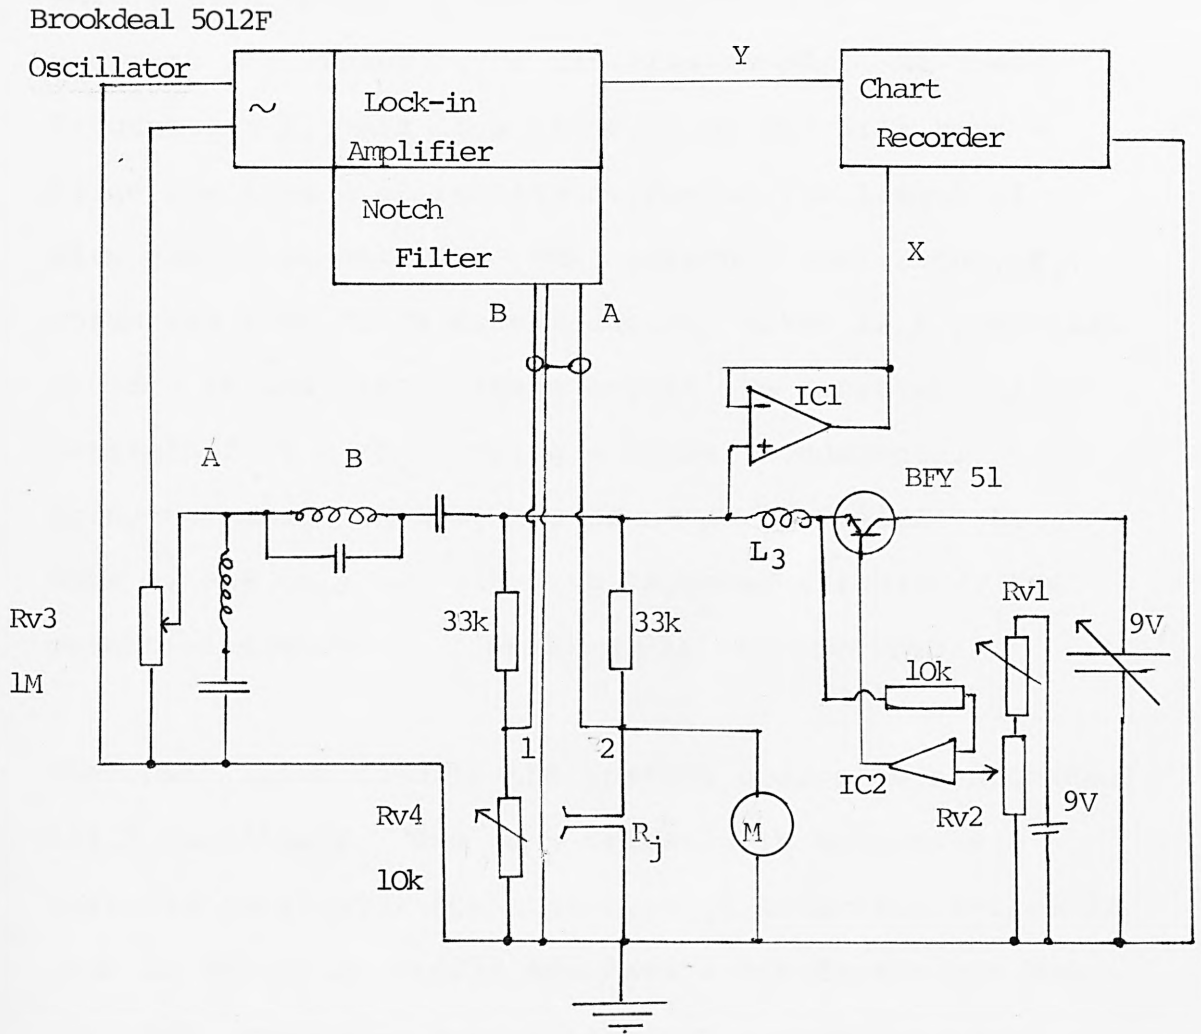 Brookdeal 5012F
Oscillator
~
Lock-in
Amplifier
Notch
Filter
Y
Chart
Recorder
X
B
A
IC1
-
+
A
B
BFY 51
L3
Rv3
1M
33k
33k
Rv1
9V
10k
1
2
IC2
Rv2
9V
Rv4
10k
Rj
M